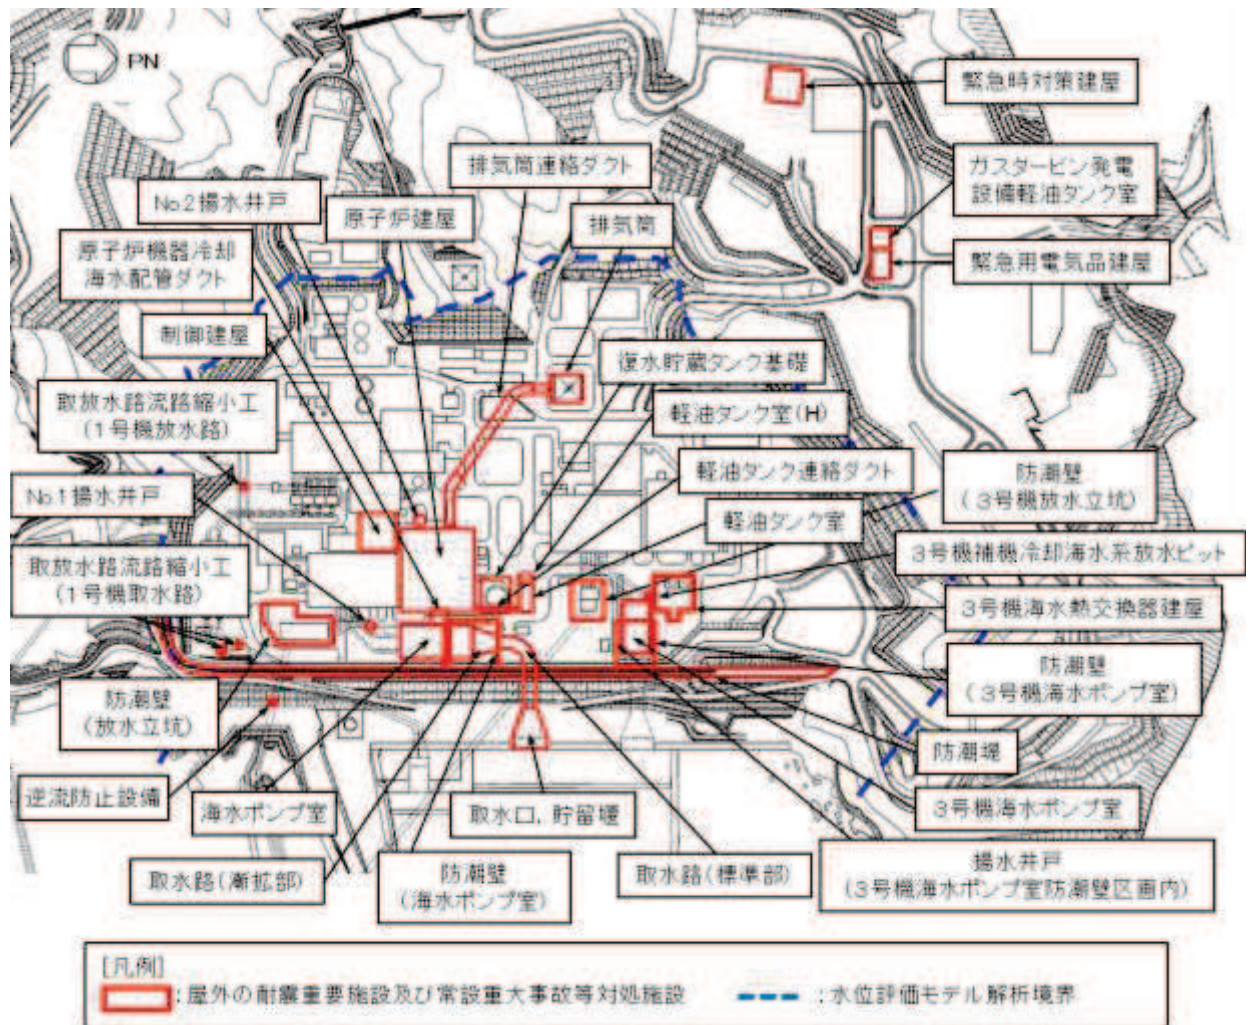 PN
緊急時対策建屋
排気筒連絡ダクト
ガスタービン発電
設備軽油タンク室
No.2揚水井戸
原子炉建屋
排気筒
原子炉機器冷却
海水配管ダクト
緊急用電気品建屋
制御建屋
復水貯蔵タンク基礎
取放水路流路縮小工
(1号機放水路)
軽油タンク室(H)
軽油タンク連絡ダクト
防潮壁
(3号機放水立坑)
No.1揚水井戸
軽油タンク室
3号機補機冷却海水系放水ピット
取放水路流路縮小工
(1号機取水路)
3号機海水熱交換器建屋
防潮壁
(3号機海水ポンプ室)
防潮壁
(放水立坑)
防潮堤
逆流防止設備
海水ポンプ室
取水口,貯留堰
3号機海水ポンプ室
取水路(漸拡部)
防潮壁
(海水ポンプ室)
取水路(標準部)
揚水井戸
(3号機海水ポンプ室防潮壁区画内)
[凡例]
:屋外の耐震重要施設及び常設重大事故等対処施設
:水位評価モデル解析境界